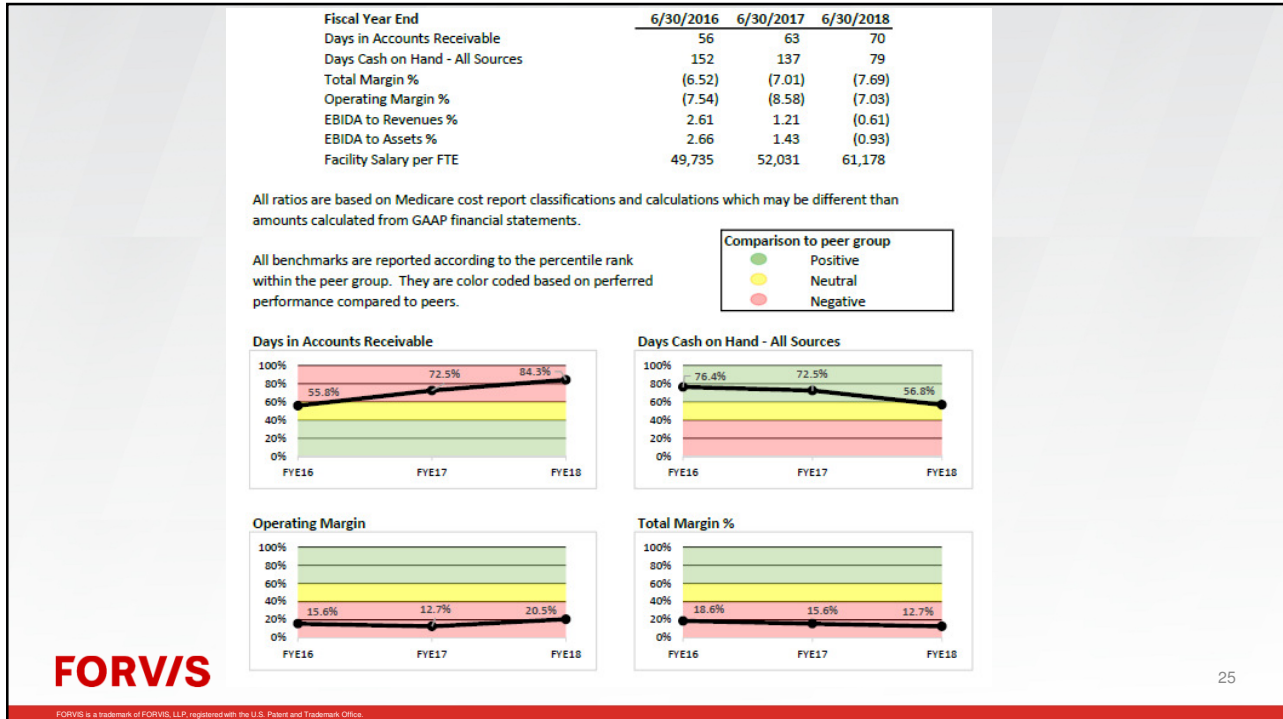 Fiscal Year End 6/30/2016 6/30/2017 6/30/2018
Days in Accounts Receivable 56 63 70
Days Cash on Hand - All Sources 152 137 79
Total Margin % (6.52) (7.01) (7.69)
Operating Margin % (7.54) (8.58) (7.03)
EBIDA to Revenues % 2.61 1.21 (0.61)
EBIDA to Assets % 2.66 1.43 (0.93)
Facility Salary per FTE 49,735 52,031 61,178
All ratios are based on Medicare cost report classifications and calculations which may be different than
amounts calculated from GAAP financial statements.
All benchmarks are reported according to the percentile rank
within the peer group. They are color coded based on perferred
performance compared to peers.
Comparison to peer group
Positive
Neutral
Negative
Days in Accounts Receivable
100%
80%
60%
40%
20%
0%
55.8% 72.5% 84.3%
FYE16 FYE17 FYE18
Days Cash on Hand - All Sources
100%
80%
60%
40%
20%
0%
76.4% 72.5% 56.8%
FYE16 FYE17 FYE18
Operating Margin
100%
80%
60%
40%
20%
0%
15.6% 12.7% 20.5%
FYE16 FYE17 FYE18
Total Margin %
100%
80%
60%
40%
20%
0%
18.6% 15.6% 12.7%
FYE16 FYE17 FYE18
FORV/S
25
FORVIS is a trademark of FORVIS, LLP, registered with the U.S. Patent and Trademark Office.